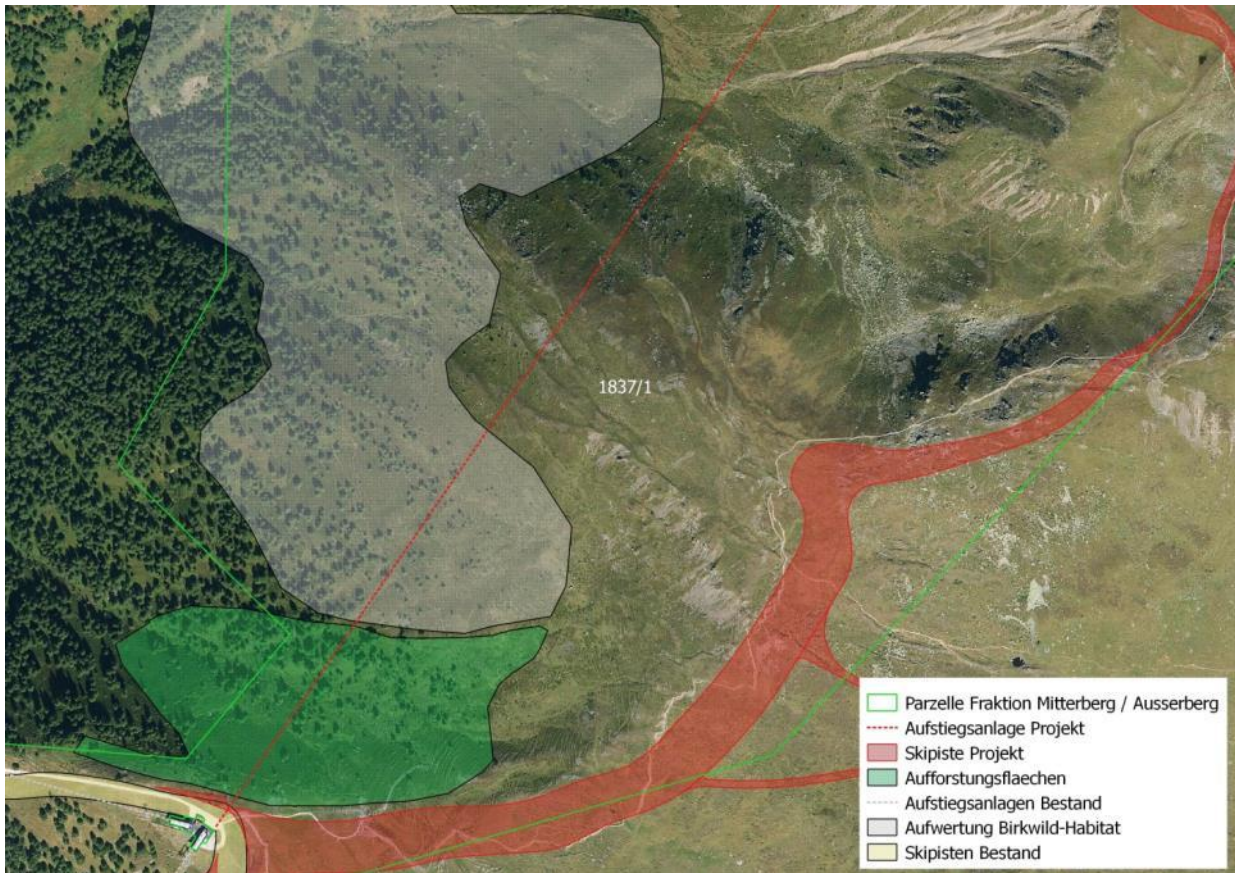 1837/1
Parzelle Fraktion Mitterberg / Ausserberg
Aufstiegsanlage Projekt
Skipiste Projekt
Aufforstungsflaechen
Aufstiegsanlagen Bestand
Aufwertung Birkwild-Habitat
Skipisten Bestand